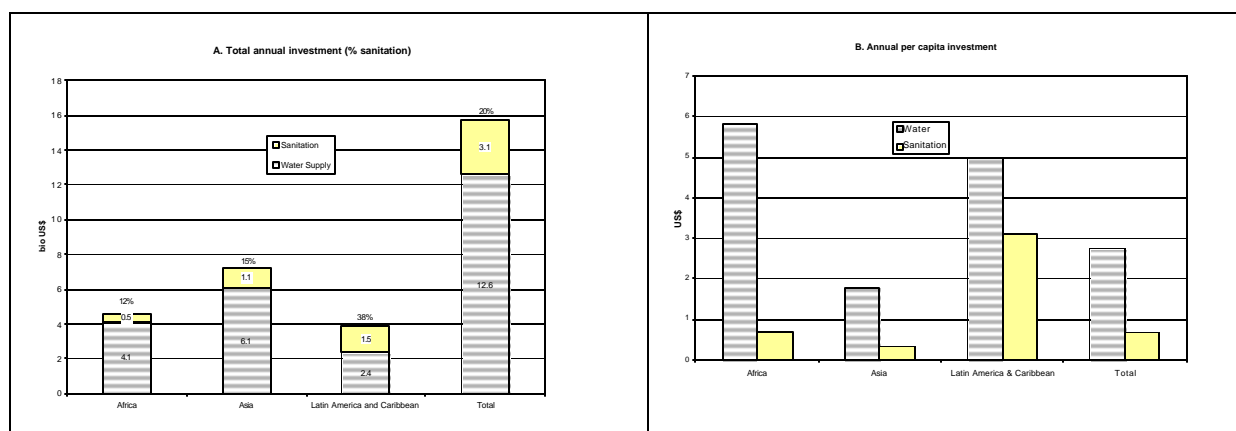 A. Total annual investment (% sanitation)
18
16
14
12
10
8
6
4
2
0
bio US$
20%
3.1
12.6
Sanitation
Water Supply
15%
1.1
6.1
12%
0.5
4.1
38%
1.5
2.4
Africa
Asia
Latin America and Caribbean
Total
B. Annual per capita investment
7
6
5
4
3
2
1
0
US$
Water
Sanitation
Africa
Asia
Latin America & Caribbean
Total